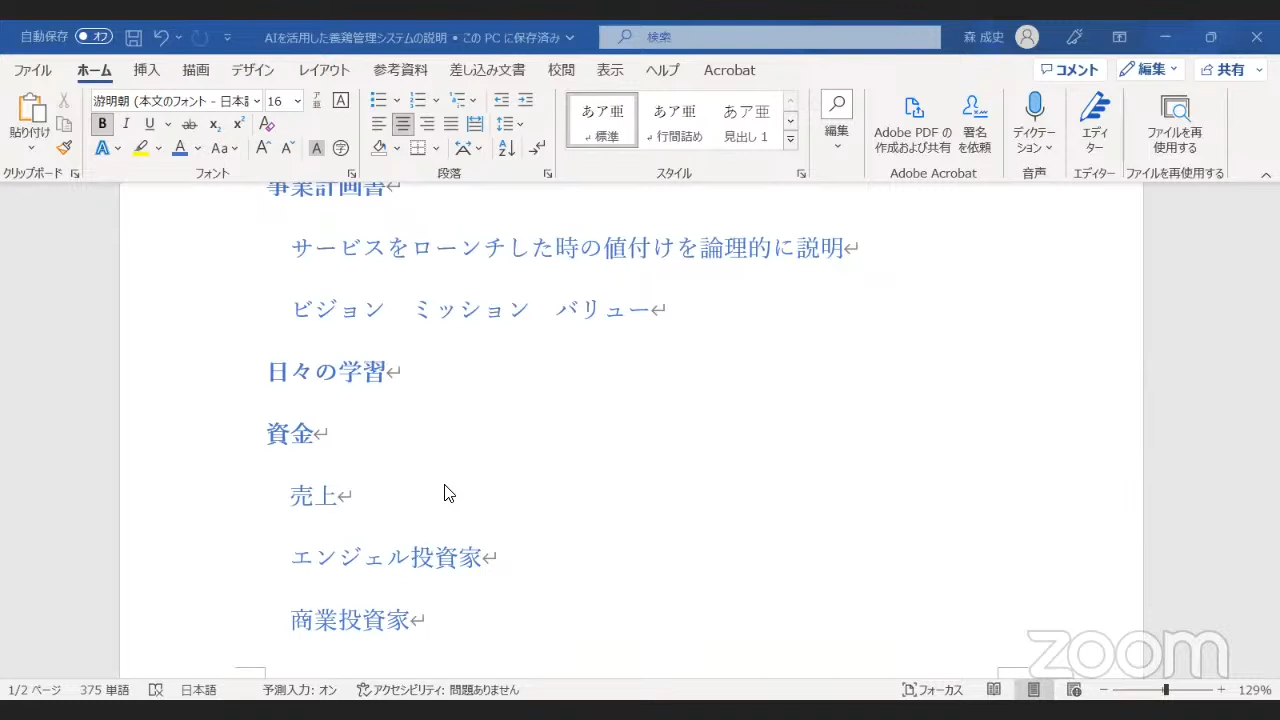 自動保存 オフ AIを活用した養鶏管理システムの説明 • この PC に保存済み 検索 森 成史
ファイル ホーム 挿入 描画 デザイン レイアウト 参考資料 差し込み文書 校閲 表示 ヘルプ Acrobat コメント 編集 共有
貼り付け
クリップボード
游明朝 (本文のフォント - 日本語 16
B I U ab x₂ x² A Aa
フォント
段落
あア亜 あア亜 あア亜
標準 行間詰め 見出し 1
スタイル
編集
Adobe PDF の
作成および共有
署名
を依頼
Adobe Acrobat
ディクテー
ション
音声
エディ
ター
エディター
ファイルを再
使用する
ファイルを再使用する
事業計画書
サービスをローンチした時の値付けを論理的に説明
ビジョン ミッション バリュー
日々の学習
資金
売上
エンジェル投資家
商業投資家
zoom
1/2 ページ 375 単語 日本語 予測入力: オン アクセシビリティ: 問題ありません フォーカス 129%